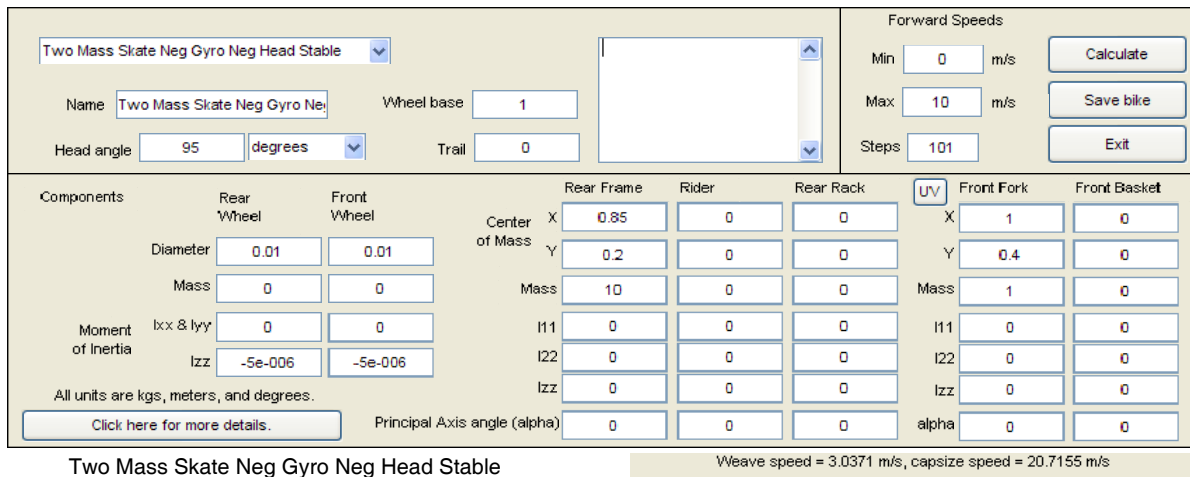 Forward Speeds
Two Mass Skate Neg Gyro Neg Head Stable
Min 0 m/s Calculate
Name Two Mass Skate Neg Gyro Neg Wheel base 1
Max 10 m/s Save bike
Head angle 95 degrees Trail 0
Steps 101 Exit
Components Rear Wheel Front Wheel
Diameter 0.01 0.01
Mass 0 0
Moment of Inertia
Ixx & Iyy 0 0
Izz -5e-006 -5e-006
All units are kgs, meters, and degrees.
Click here for more details.
Rear Frame Rider Rear Rack UV Front Fork Front Basket
Center of Mass
X 0.85 0 0 X 1 0
Y 0.2 0 0 Y 0.4 0
Mass 10 0 0 Mass 1 0
I11 0 0 0 I11 0 0
I22 0 0 0 I22 0 0
Izz 0 0 0 Izz 0 0
Principal Axis angle (alpha) 0 0 0 alpha 0 0
Two Mass Skate Neg Gyro Neg Head Stable
Weave speed = 3.0371 m/s, capsize speed = 20.7155 m/s